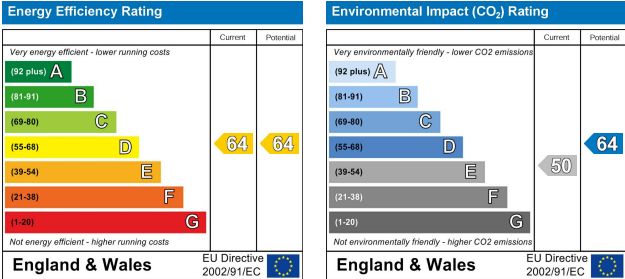 Energy Efficiency Rating
Current Potential
Very energy efficient - lower running costs
(92 plus) A
(81-91) B
(69-80) C
(55-68) D
64 64
(39-54) E
(21-38) F
(1-20) G
Not energy efficient - higher running costs
England & Wales
EU Directive
2002/91/EC
Environmental Impact (CO2) Rating
Current Potential
Very environmentally friendly - lower CO2 emissions
(92 plus) A
(81-91) B
(69-80) C
(55-68) D
64
(39-54) E
50
(21-38) F
(1-20) G
Not environmentally friendly - higher CO2 emissions
England & Wales
EU Directive
2002/91/EC